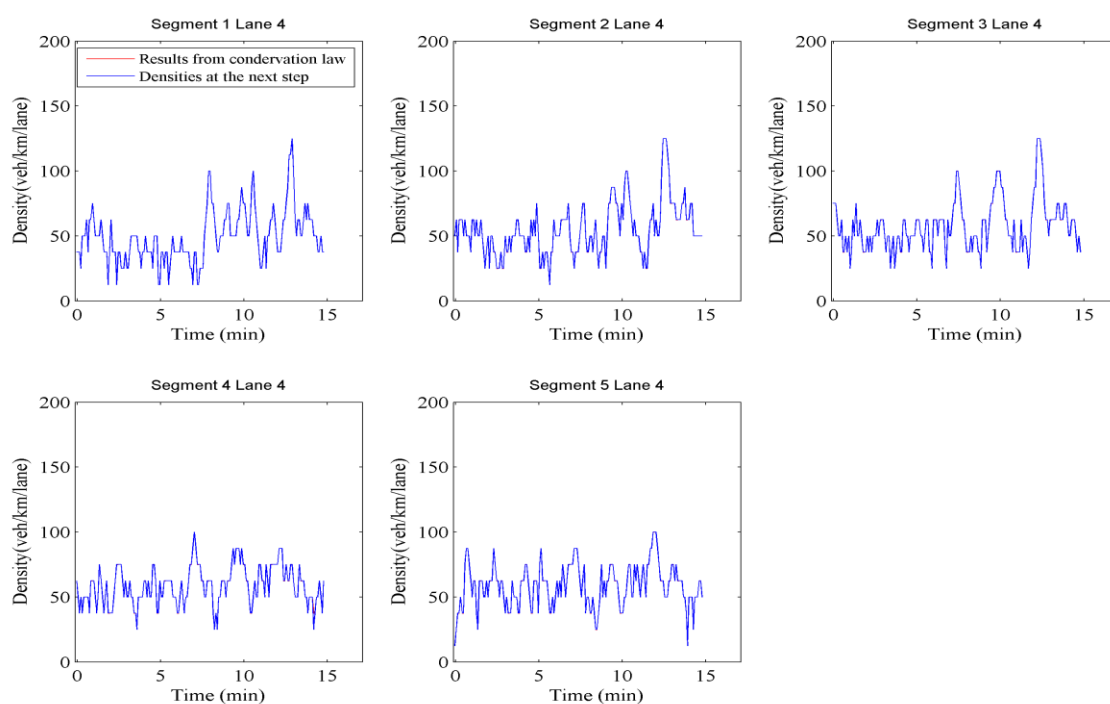 Segment 1 Lane 4
200
150
100
50
0
Density(veh/km/lane)
Results from condervation law
Densities at the next step
0 5 10 15
Time (min)
Segment 2 Lane 4
200
150
100
50
0
Density(veh/km/lane)
0 5 10 15
Time (min)
Segment 3 Lane 4
200
150
100
50
0
Density(veh/km/lane)
0 5 10 15
Time (min)
Segment 4 Lane 4
200
150
100
50
0
Density(veh/km/lane)
0 5 10 15
Time (min)
Segment 5 Lane 4
200
150
100
50
0
Density(veh/km/lane)
0 5 10 15
Time (min)